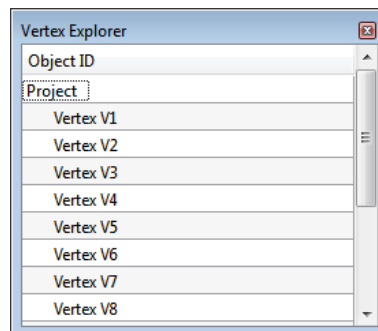 Vertex Explorer
Object ID
Project
Vertex V1
Vertex V2
Vertex V3
Vertex V4
Vertex V5
Vertex V6
Vertex V7
Vertex V8